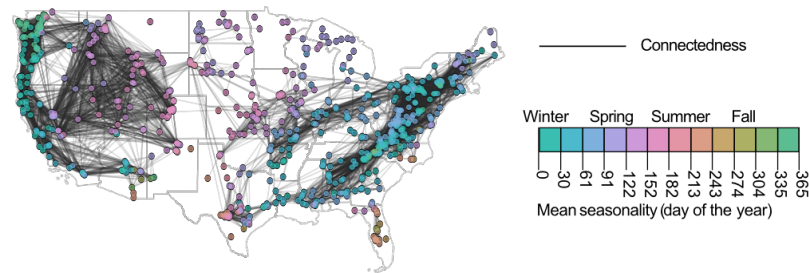 Connectedness
Winter Spring Summer Fall
0 30 61 91 122 152 182 213 243 274 304 335 365
Mean seasonality (day of the year)